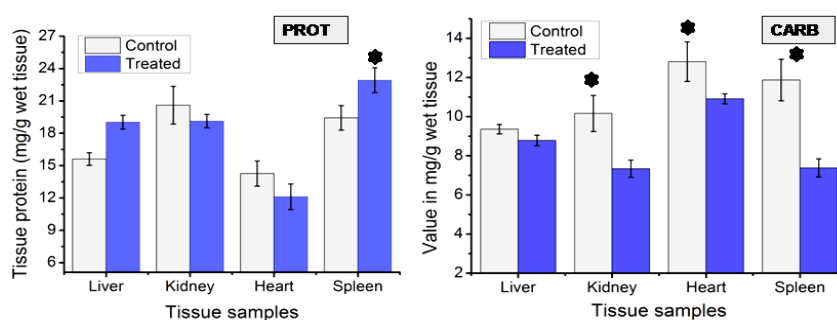 PROT
Control
Treated
Tissue protein (mg/g wet tissue)
27
24
21
18
15
12
9
6
Liver Kidney Heart Spleen
Tissue samples
CARB
Control
Treated
Value in mg/g wet tissue
14
12
10
8
6
4
2
Liver Kidney Heart Spleen
Tissue samples